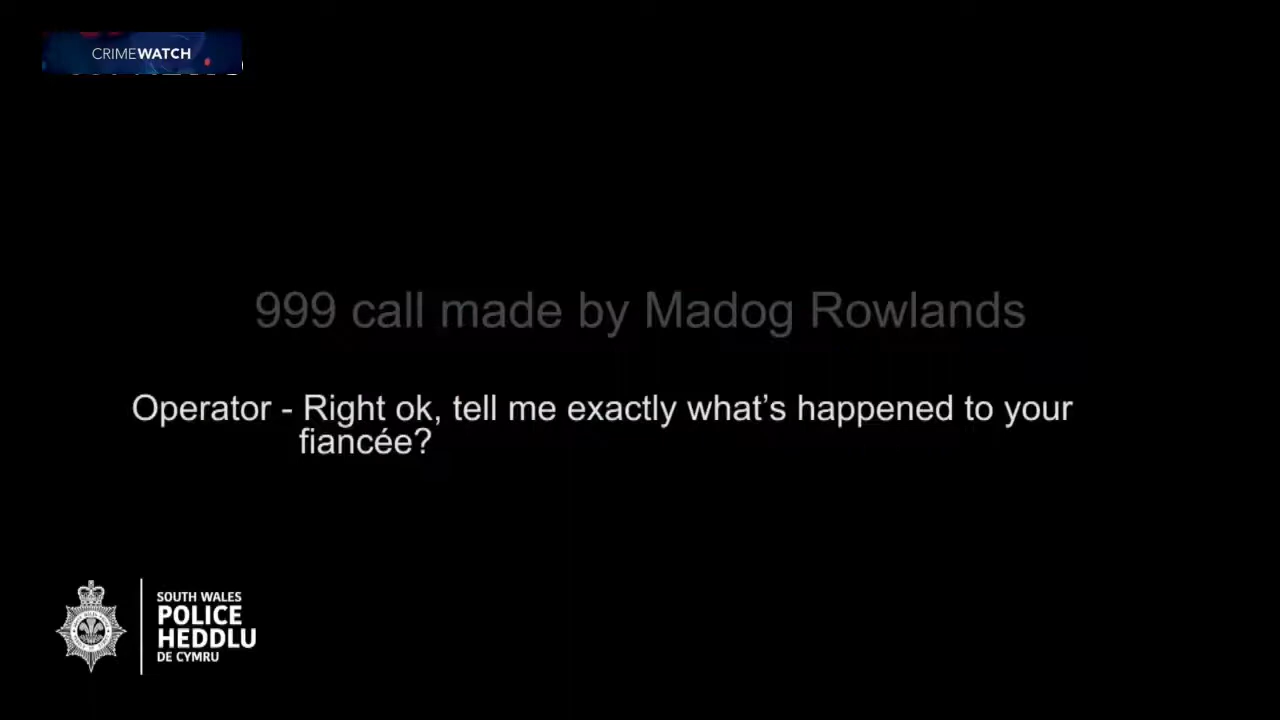 CRIMEWATCH
999 call made by Madog Rowlands
Operator - Right ok, tell me exactly what's happened to your
fiancée?
SOUTH WALES
POLICE
HEDDLU
DE CYMRU